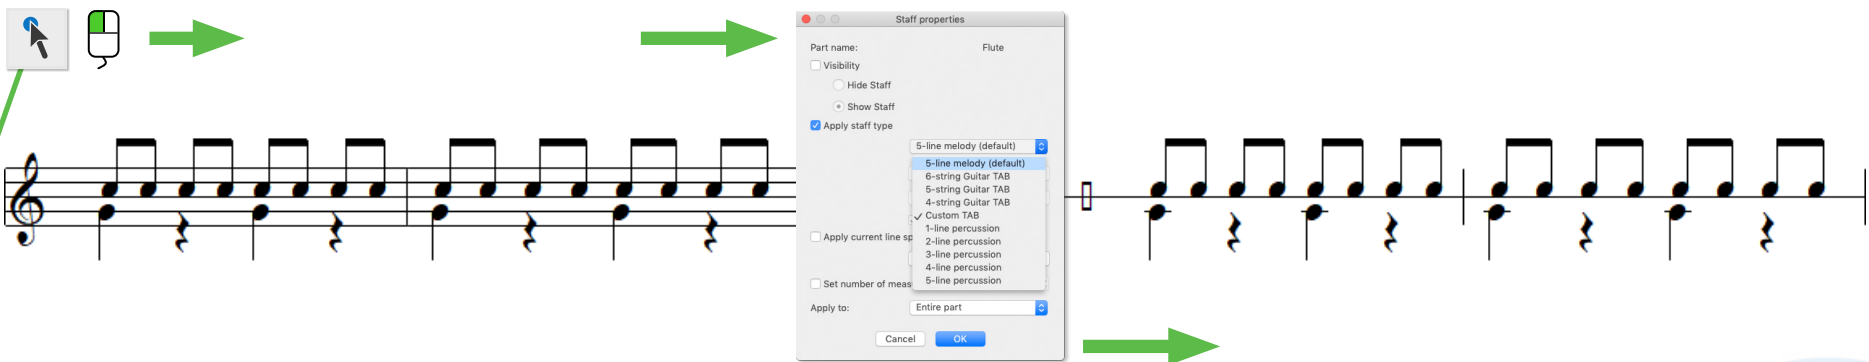 Staff properties
Part name: Flute
Visibility
Hide Staff
Show Staff
Apply staff type
5-line melody (default)
5-line melody (default)
6-string Guitar TAB
5-string Guitar TAB
4-string Guitar TAB
Custom TAB
1-line percussion
Apply current line sp
2-line percussion
3-line percussion
4-line percussion
5-line percussion
Set number of meas
Apply to: Entire part
Cancel OK